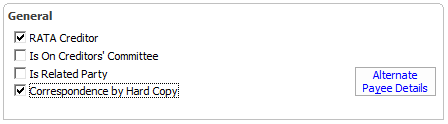 General
RATA Creditor
Is On Creditors' Committee
Is Related Party
Correspondence by Hard Copy
Alternate
Payee Details